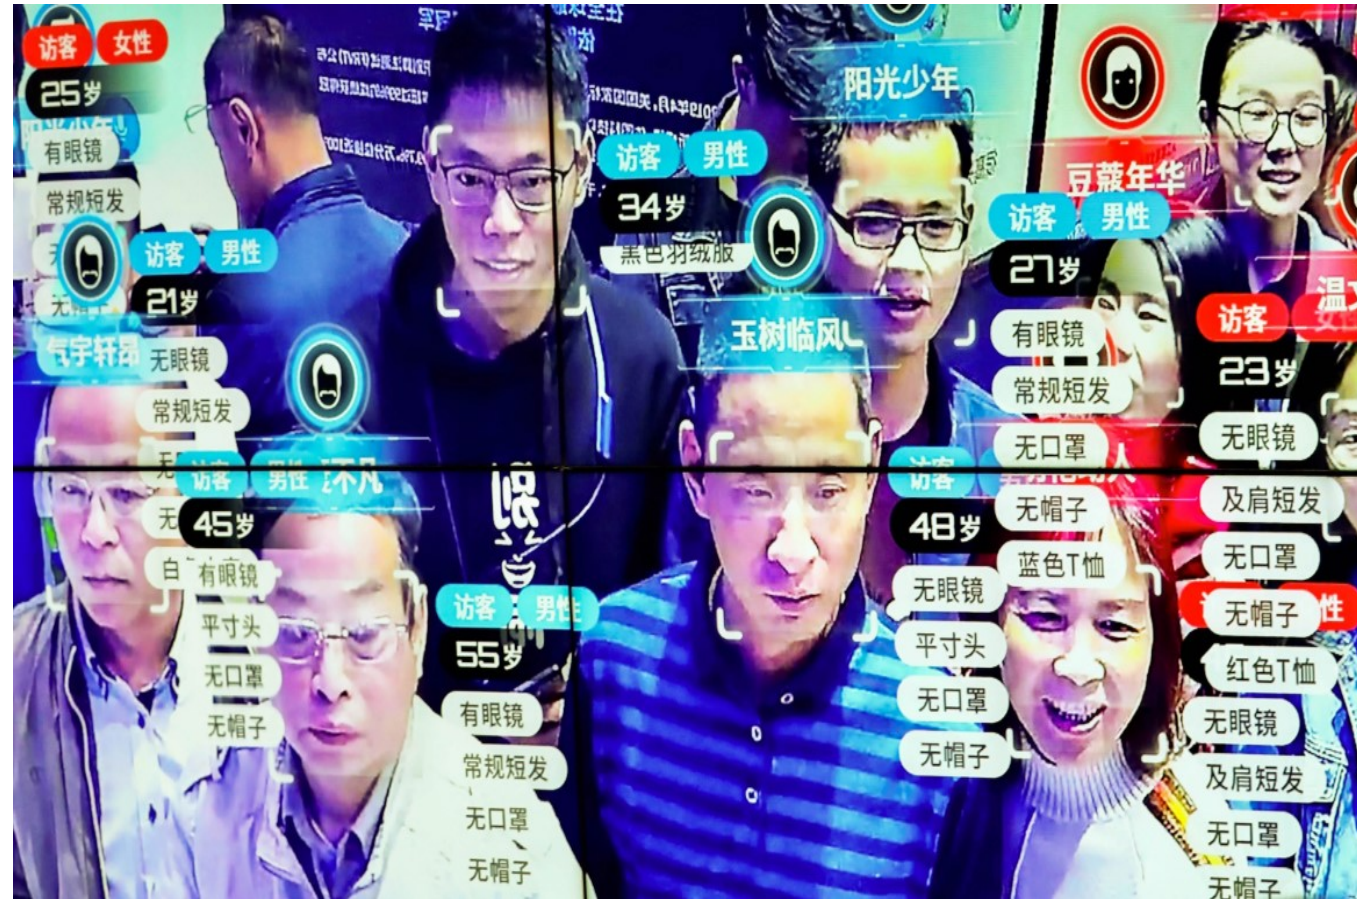 访客 女性
25岁
有眼镜
常规短发
访客 男性
21岁
气宇轩昂
无眼镜
常规短发
访客 男性
不凡
45岁
有眼镜
平寸头
无口罩
无帽子
访客 男性
55岁
有眼镜
常规短发
无口罩
无帽子
访客 男性
34岁
黑色羽绒服
阳光少年
玉树临风
豆蔻年华
访客 男性
27岁
有眼镜
常规短发
无口罩
无帽子
蓝色T恤
访客
48岁
无眼镜
平寸头
无口罩
无帽子
访客
23岁
无眼镜
及肩短发
无口罩
无帽子
红色T恤
无眼镜
及肩短发
无口罩
无帽子